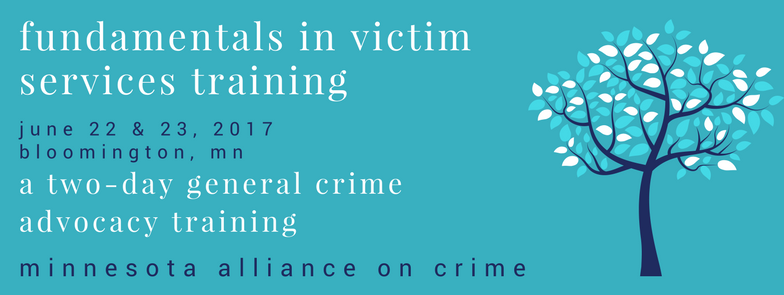 fundamentals in victim
services training
june 22 & 23, 2017
bloomington, mn
a two-day general crime
advocacy training
minnesota alliance on crime